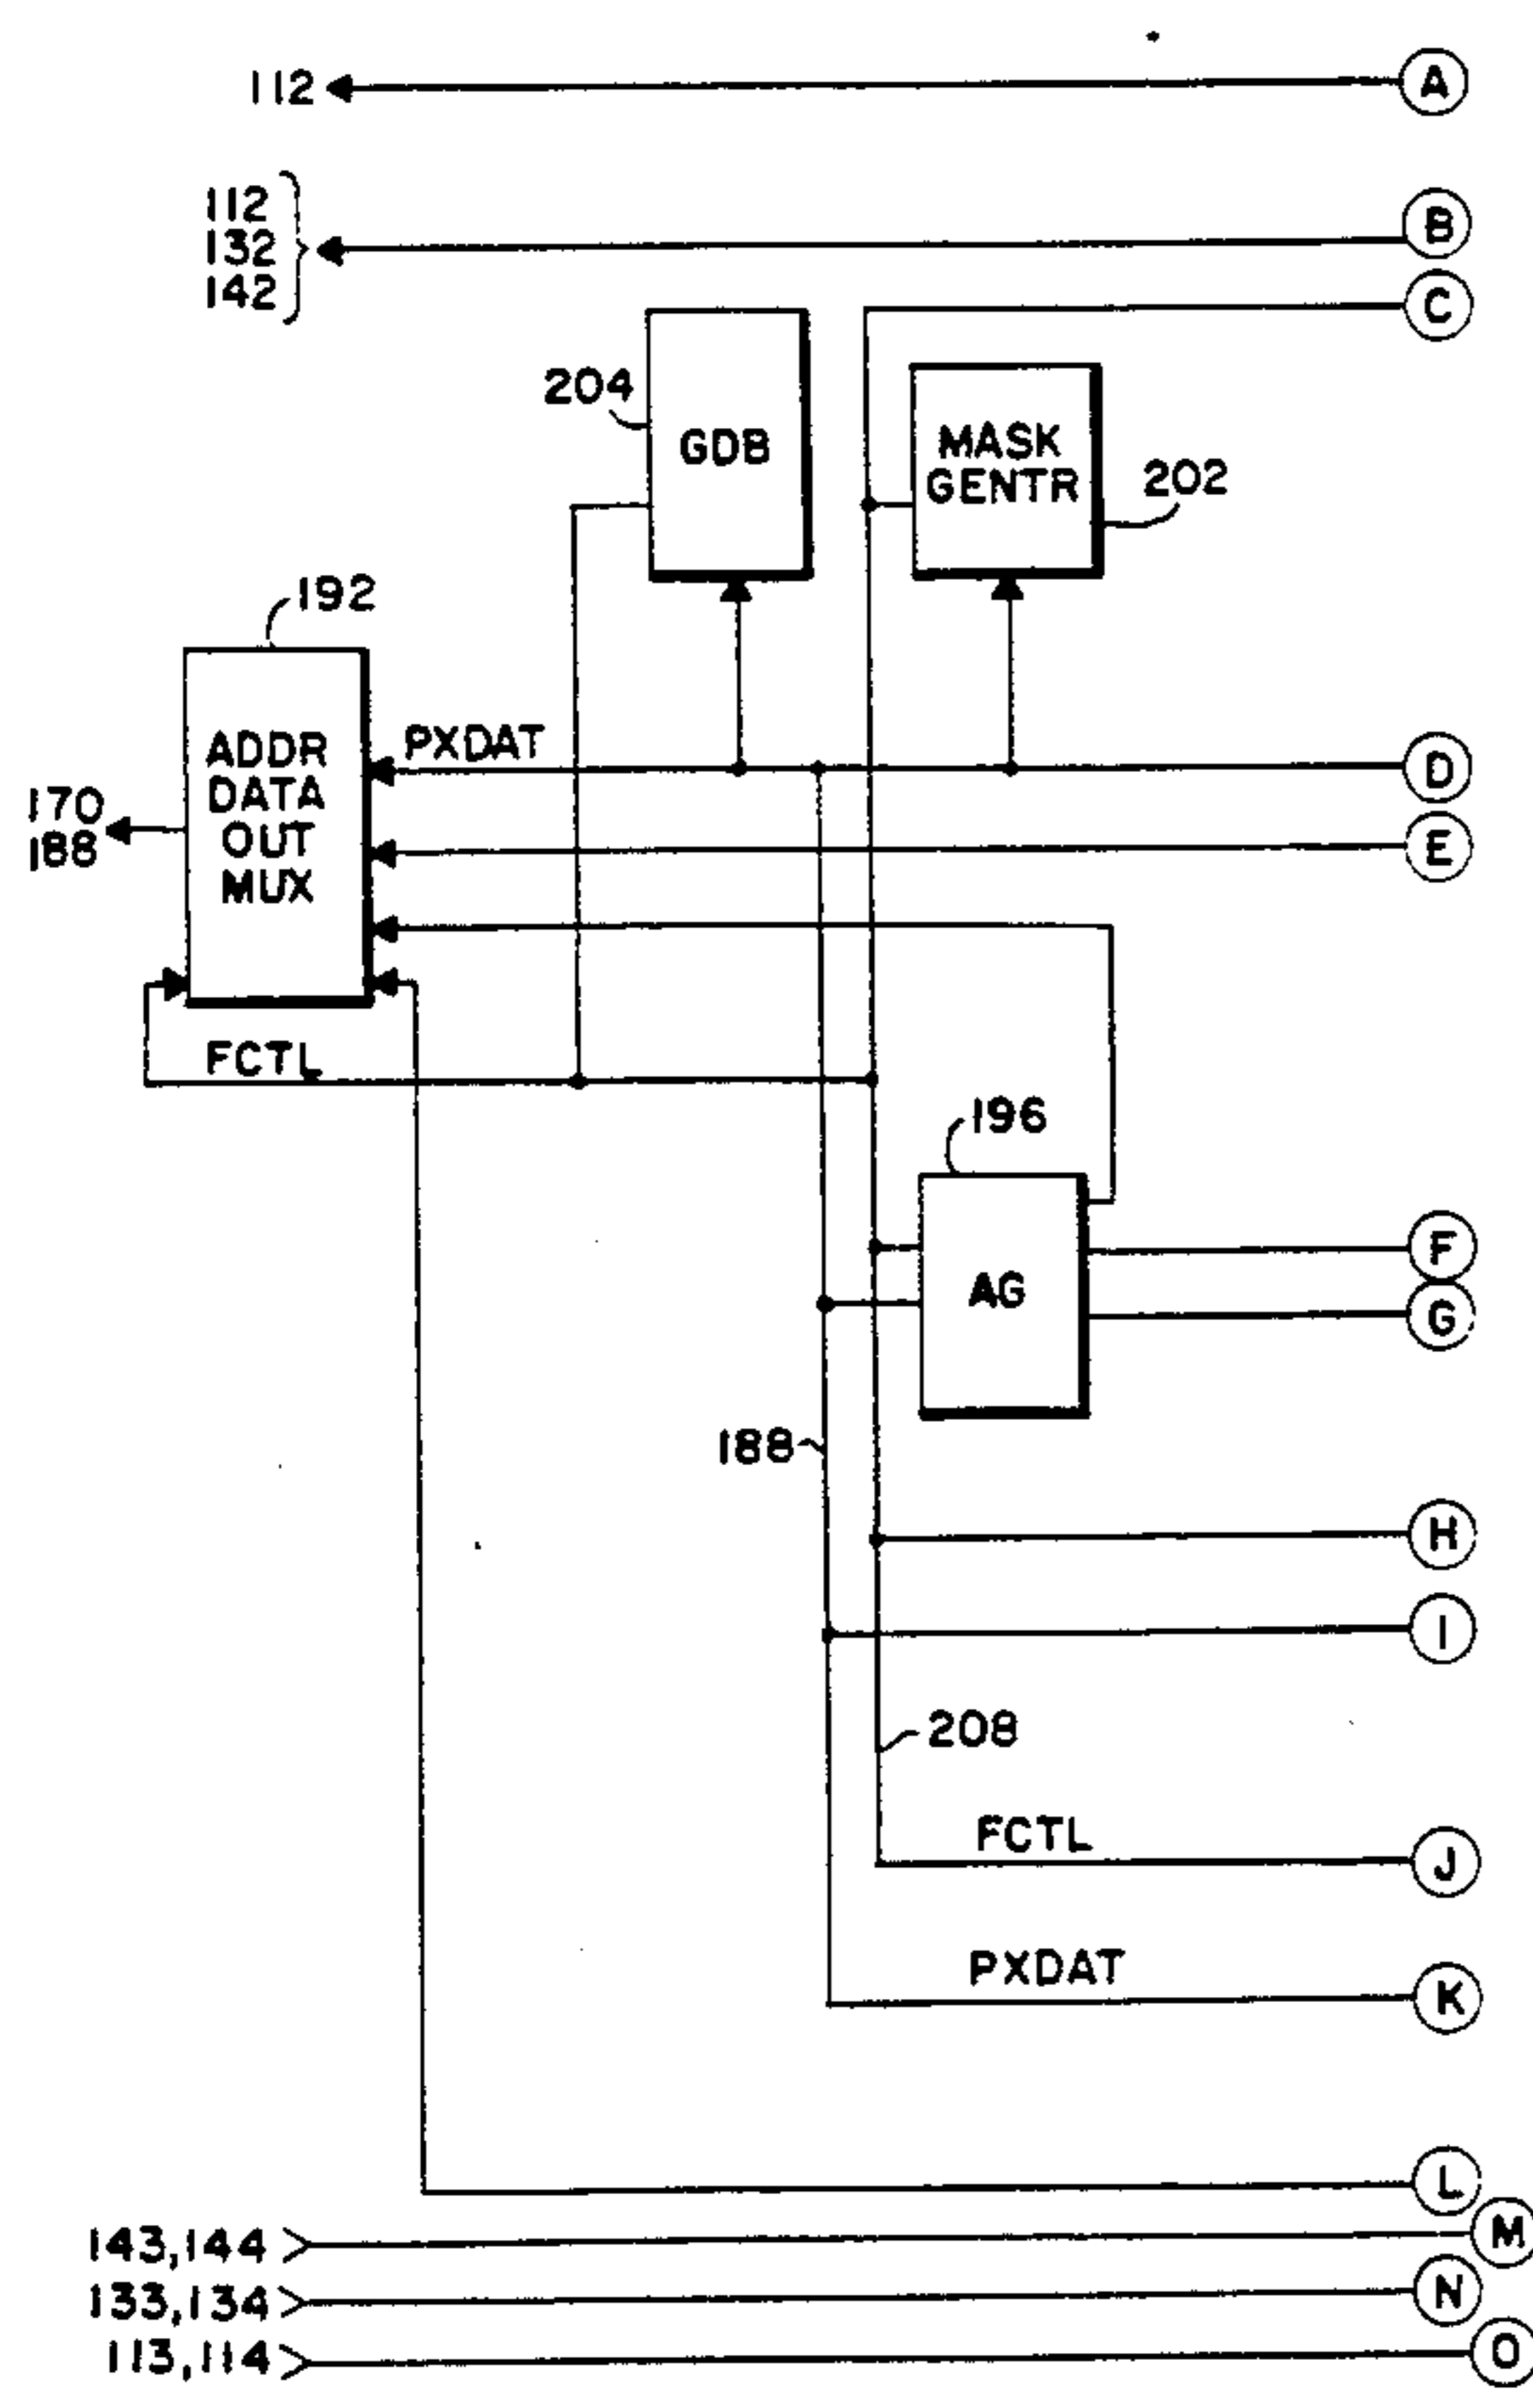 112
A
112
132
142
B
C
204
GDB
MASK
GENTR
202
192
ADDR
DATA
OUT
MUX
PXDAT
D
170
188
E
FCTL
196
AG
F
G
188
H
I
208
FCTL
J
PXDAT
K
L
143,144
M
133,134
N
113,114
O